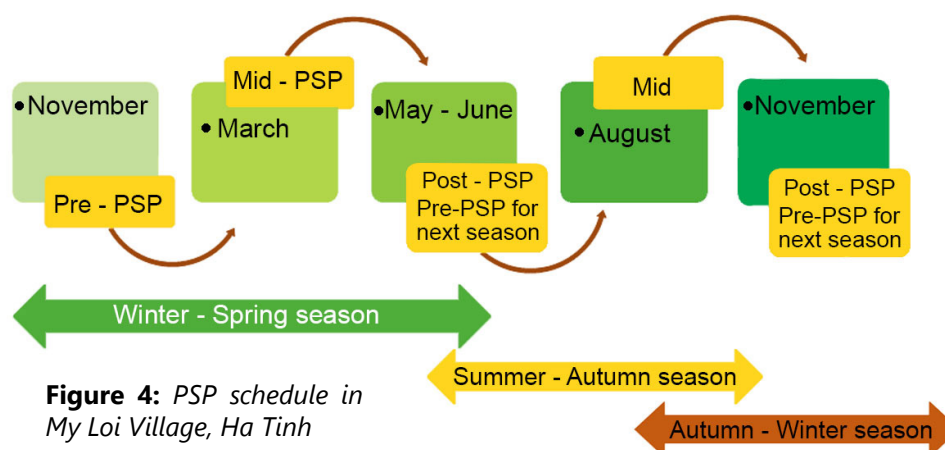 •November
Pre - PSP
Mid - PSP
•March
•May - June
Post - PSP
Pre-PSP for
next season
Mid
•August
•November
Post - PSP
Pre-PSP for
next season
Winter - Spring season
Summer - Autumn season
Autumn - Winter season
Figure 4: PSP schedule in
My Loi Village, Ha Tinh